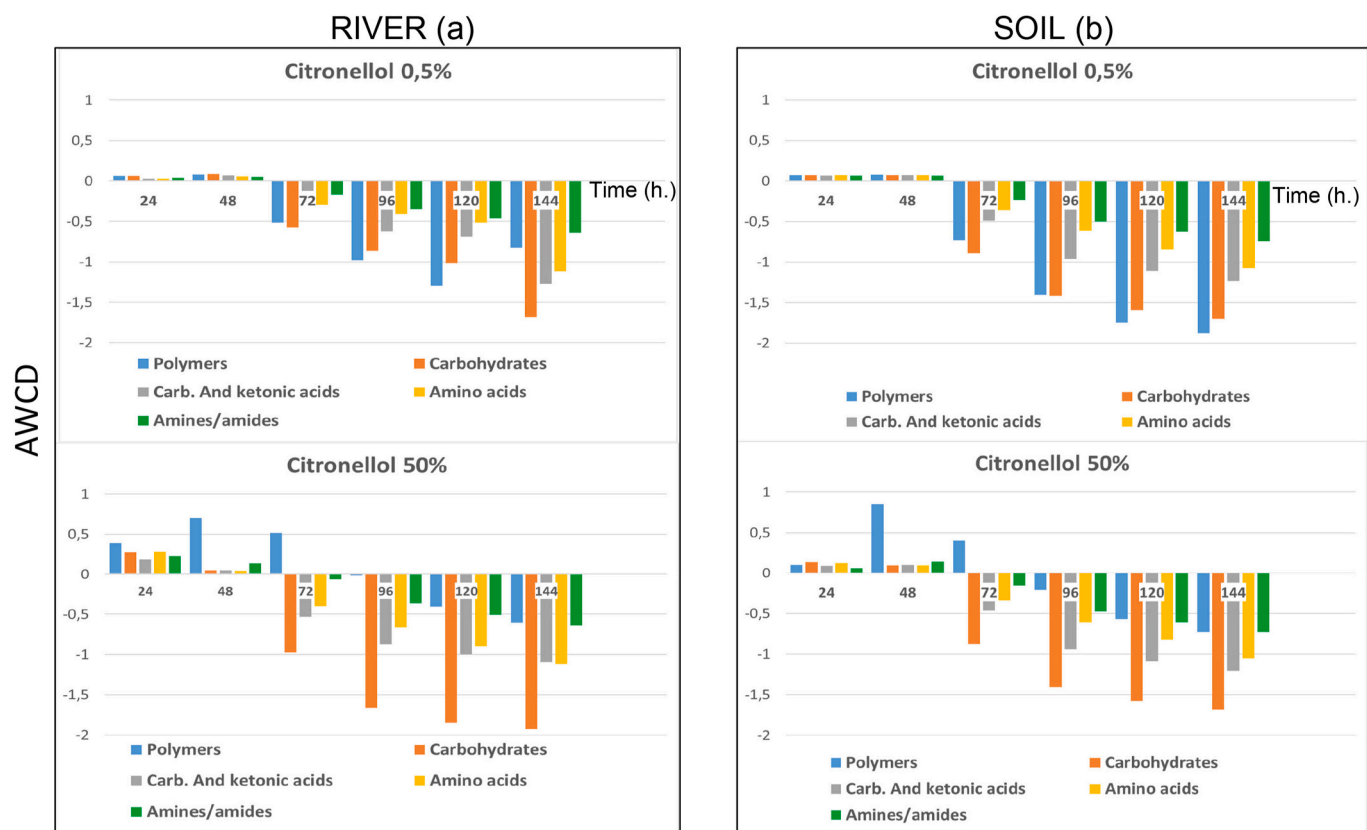 RIVER (a)
SOIL (b)
AWCD
Citronellol 0,5%
1
0,5
0
-0,5
-1
-1,5
-2
24 48 72 96 120 144
Time (h.)
Polymers Carbohydrates
Carb. And ketonic acids Amino acids
Amines/amides
Citronellol 0,5%
1
0,5
0
-0,5
-1
-1,5
-2
24 48 72 96 120 144
Time (h.)
Polymers Carbohydrates
Carb. And ketonic acids Amino acids
Citronellol 50%
1
0,5
0
-0,5
-1
-1,5
-2
24 48 72 96 120 144
Polymers Carbohydrates
Carb. And ketonic acids Amino acids
Amines/amides
Citronellol 50%
1
0,5
0
-0,5
-1
-1,5
-2
24 48 72 96 120 144
Polymers Carbohydrates
Carb. And ketonic acids Amino acids
Amines/amides